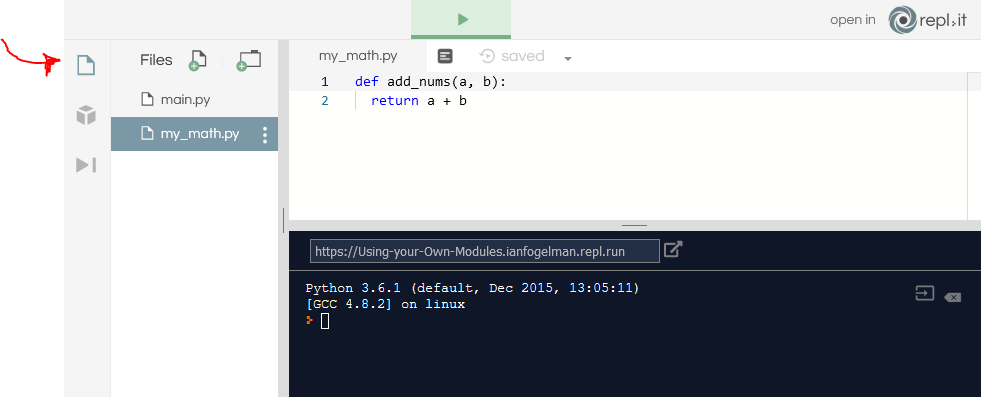 open in repl.it
Files
my_math.py saved
main.py
my_math.py
1 def add_nums(a, b):
2 return a + b
https://Using-your-Own-Modules.ianfogelman.repl.run
Python 3.6.1 (default, Dec 2015, 13:05:11)
[GCC 4.8.2] on linux